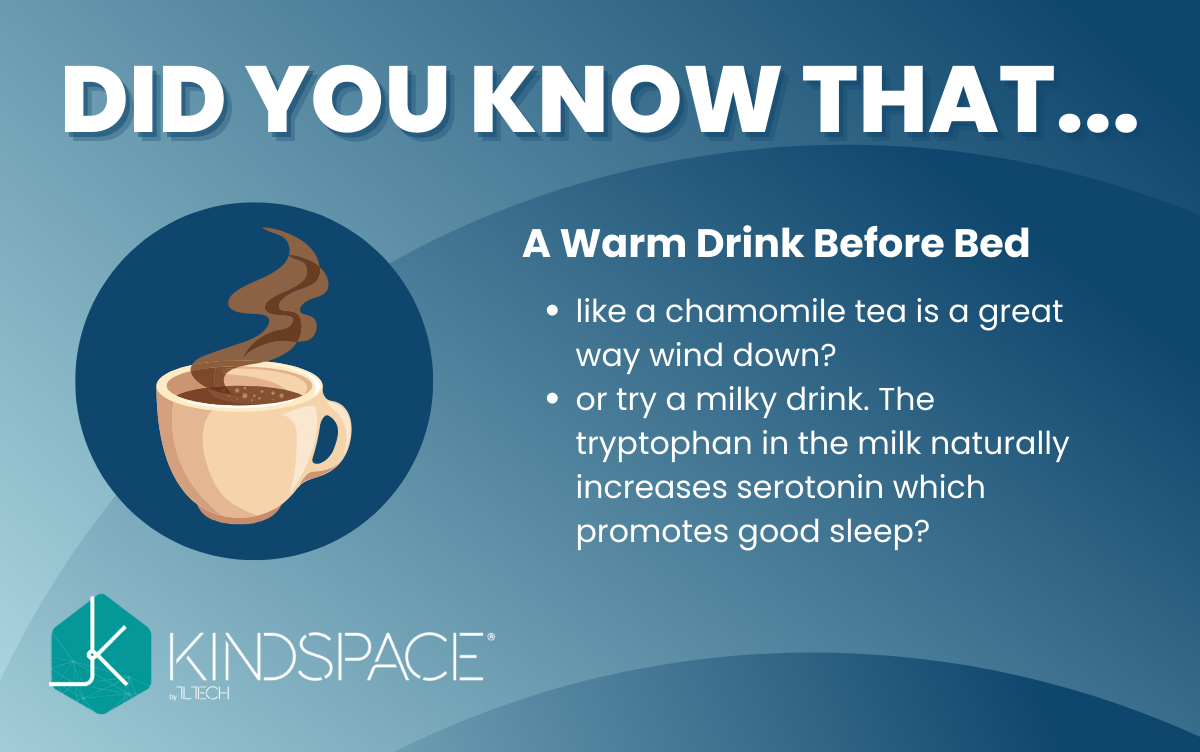 DID YOU KNOW THAT...
A Warm Drink Before Bed
• like a chamomile tea is a great
way wind down?
• or try a milky drink. The
tryptophan in the milk naturally
increases serotonin which
promotes good sleep?
KINDSPACE®
by TLTECH